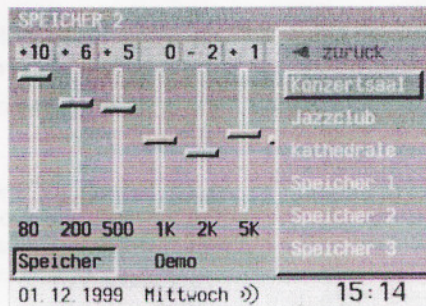 SPEICHER 2
+10 + 6 + 5 0 - 2 + 1
80 200 500 1K 2K 5K
Speicher Demo
◄ zurück
Konzertsaal
Jazzclub
Kathedrale
Speicher 1
Speicher 2
Speicher 3
01. 12. 1999 Mittwoch 15:14